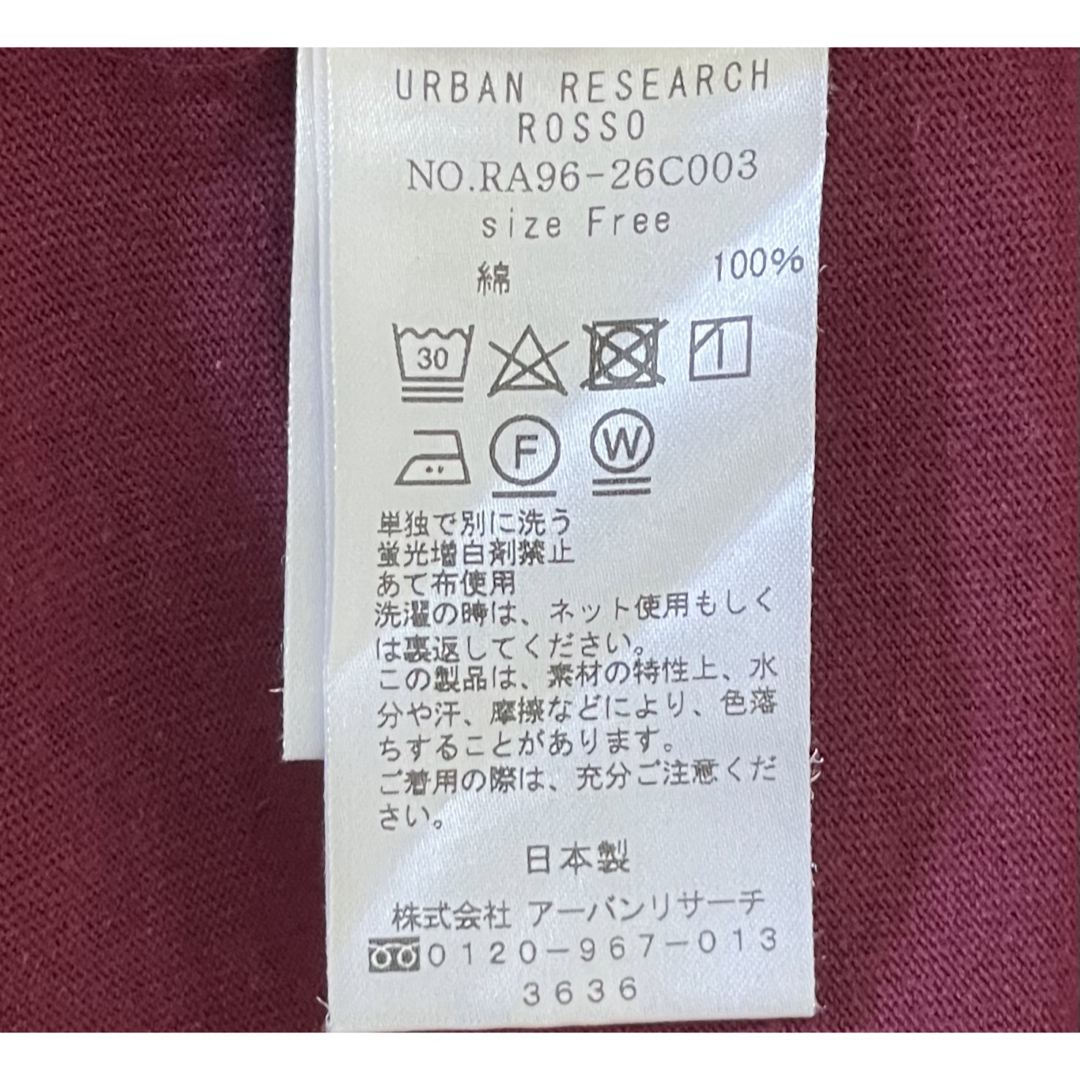 URBAN RESEARCH
ROSSO
NO.RA96-26C003
size Free
綿 100%
30
F W
単独で別に洗う
蛍光増白剤禁止
あて布使用
洗濯の時は、ネット使用もしく
は裏返してください。
この製品は、素材の特性上、水
分や汗、摩擦などにより、色落
ちすることがあります。
ご着用の際は、充分ご注意くだ
さい。
日本製
株式会社 アーバンリサーチ
0120-967-013
3636